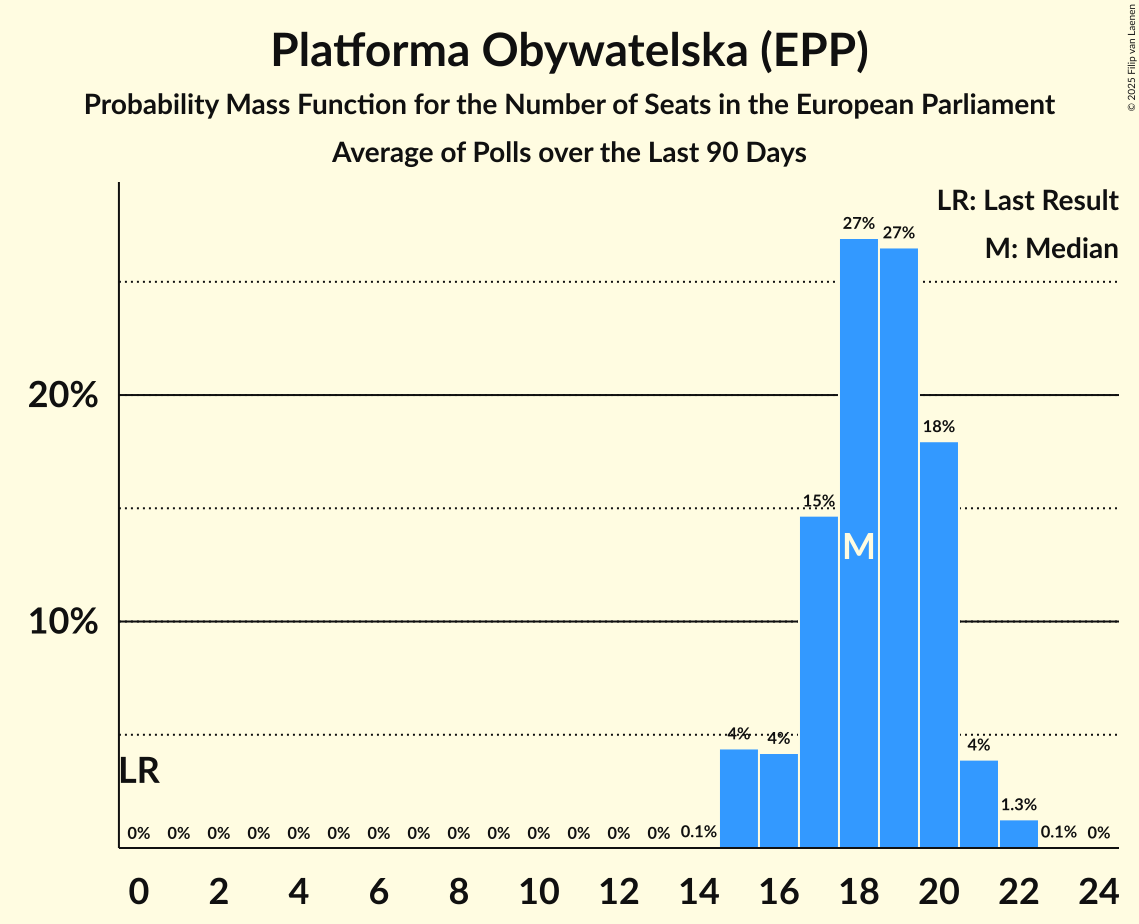 Platforma Obywatelska (EPP)
Probability Mass Function for the Number of Seats in the European Parliament
Average of Polls over the Last 90 Days
© 2025 Filip van Laenen
LR: Last Result
M: Median
27% 27%
20%
18%
15%
M
10%
4% 4% 4%
LR
1.3%
0% 0% 0% 0% 0% 0% 0% 0% 0% 0% 0% 0% 0% 0% 0.1% 0.1% 0%
0 2 4 6 8 10 12 14 16 18 20 22 24